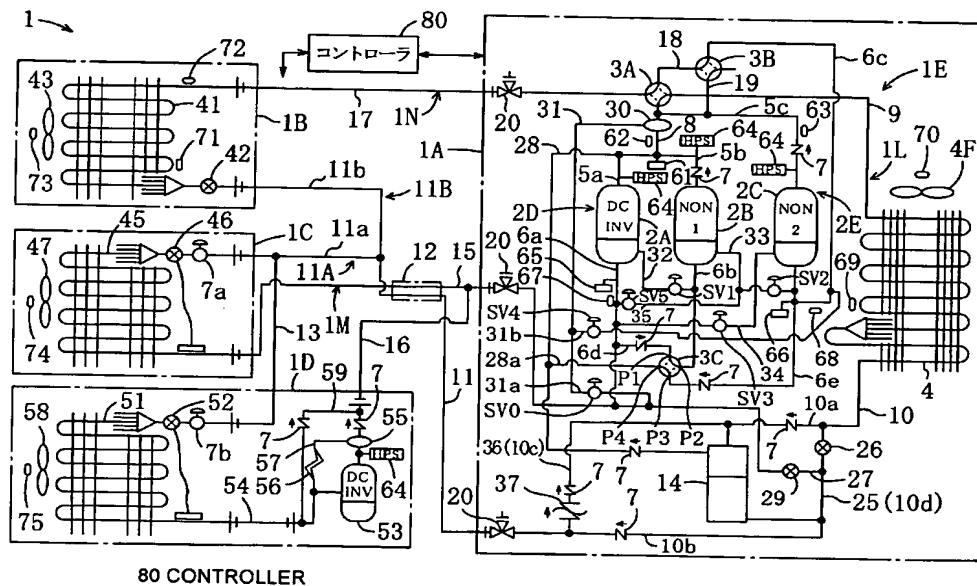 1
80
コントローラ
72
43
41
71
73
42
1B
17
1N
20
11b
11B
18
3A
3B
19
6c
1E
31
30
28
1A
62
8
HPS
64
5c
63
5b
7
64
HPS
9
1L
70
4F
5a
61
HPS
64
7
2D
DC
INV
2A
NON
1
2B
2C
NON
2
2E
47
45
46
1C
7a
74
11a
11A
1M
12
15
20
13
16
11
6a
65
67
32
6b
33
SV2
SV5
SV1
35
SV4
31b
7
66
68
69
28a
6d
P1
3C
7
34
SV3
6e
31a
SV0
P4
P3
P2
10a
4
10
7
26
1D
59
7
58
51
52
7b
7
57
56
55
HPS
64
DC
INV
53
54
75
36(10c)
7
7
37
14
29
27
25(10d)
20
7
10b
80 CONTROLLER